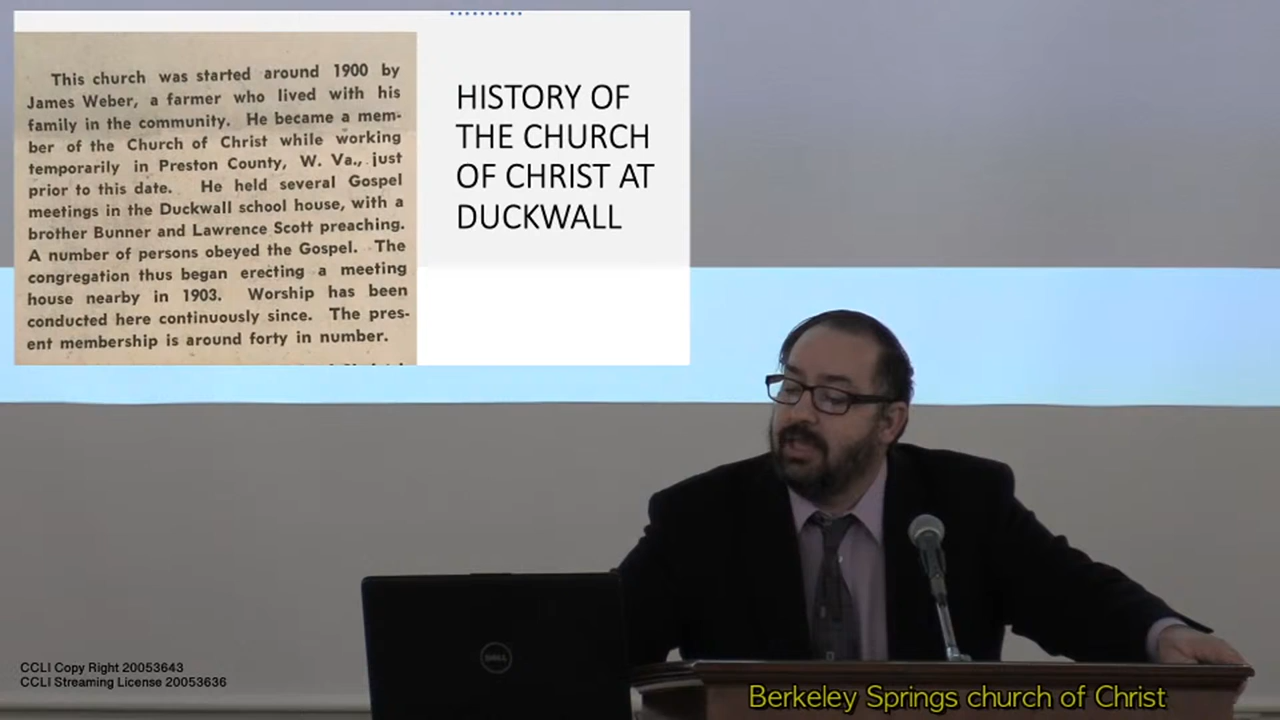 This church was started around 1900 by
James Weber, a farmer who lived with his
family in the community. He became a mem-
ber of the Church of Christ while working
temporarily in Preston County, W. Va., just
prior to this date. He held several Gospel
meetings in the Duckwall school house, with a
brother Bunner and Lawrence Scott preaching.
A number of persons obeyed the Gospel. The
congregation thus began erecting a meeting
house nearby in 1903. Worship has been
conducted here continuously since. The pres-
ent membership is around forty in number.
HISTORY OF
THE CHURCH
OF CHRIST AT
DUCKWALL
DELL
CCLI Copy Right 20053643
CCLI Streaming License 20053636
Berkeley Springs church of Christ